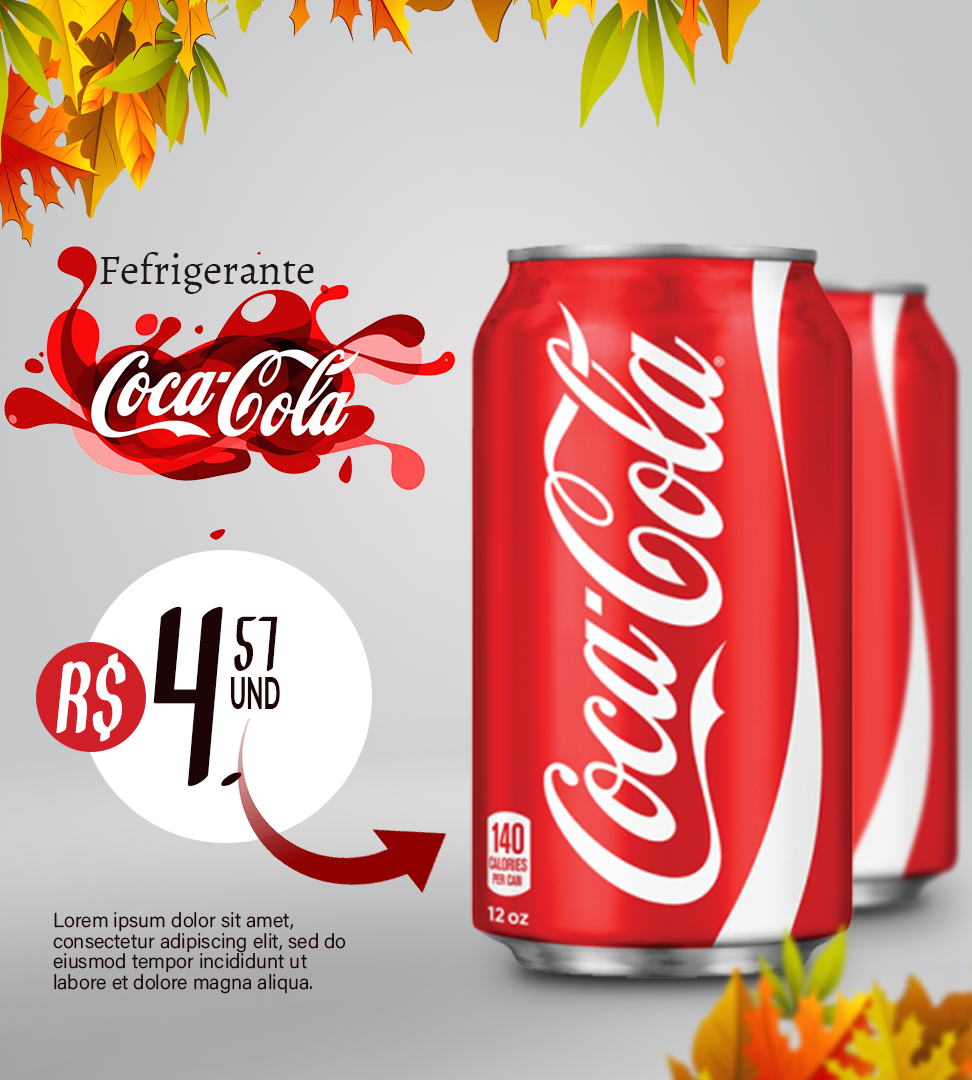 Fefrigerante
Coca-Cola
R$
4,
57
UND
Lorem ipsum dolor sit amet,
consectetur adipiscing elit, sed do
eiusmod tempor incididunt ut
labore et dolore magna aliqua.
Coca-Cola®
140
CALORIES
PER CAN
12 oz